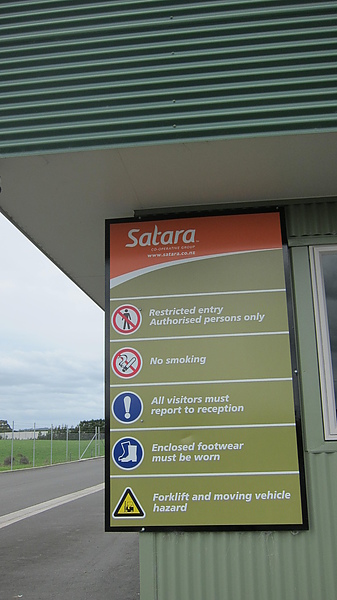 Satara
CO-OPERATIVE GROUP
www.satara.co.nz
Restricted entry
Authorised persons only
No smoking
All visitors must
report to reception
Enclosed footwear
must be worn
Forklift and moving vehicle
hazard